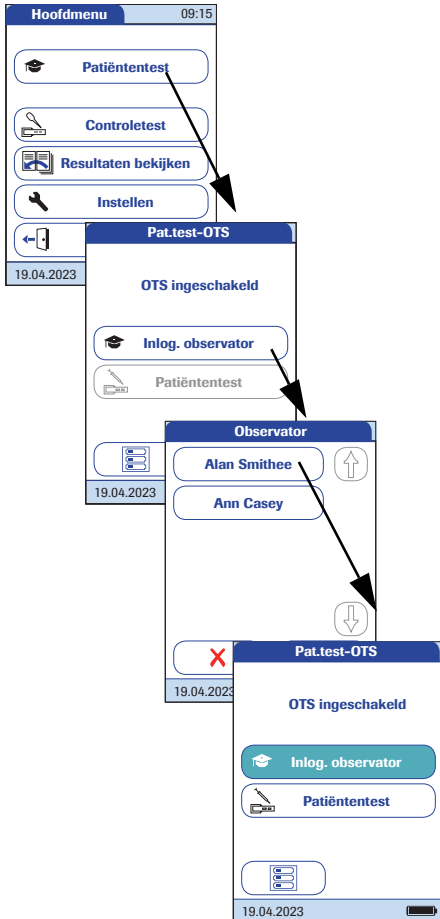 Hoofdmenu 09:15
Patiëntentest
Controletest
Resultaten bekijken
Instellen
19.04.2023
Pat.test-OTS
OTS ingeschakeld
Inlog. observator
Patiëntentest
19.04.2023
Observator
Alan Smithee
Ann Casey
19.04.2023
Pat.test-OTS
OTS ingeschakeld
Inlog. observator
Patiëntentest
19.04.2023